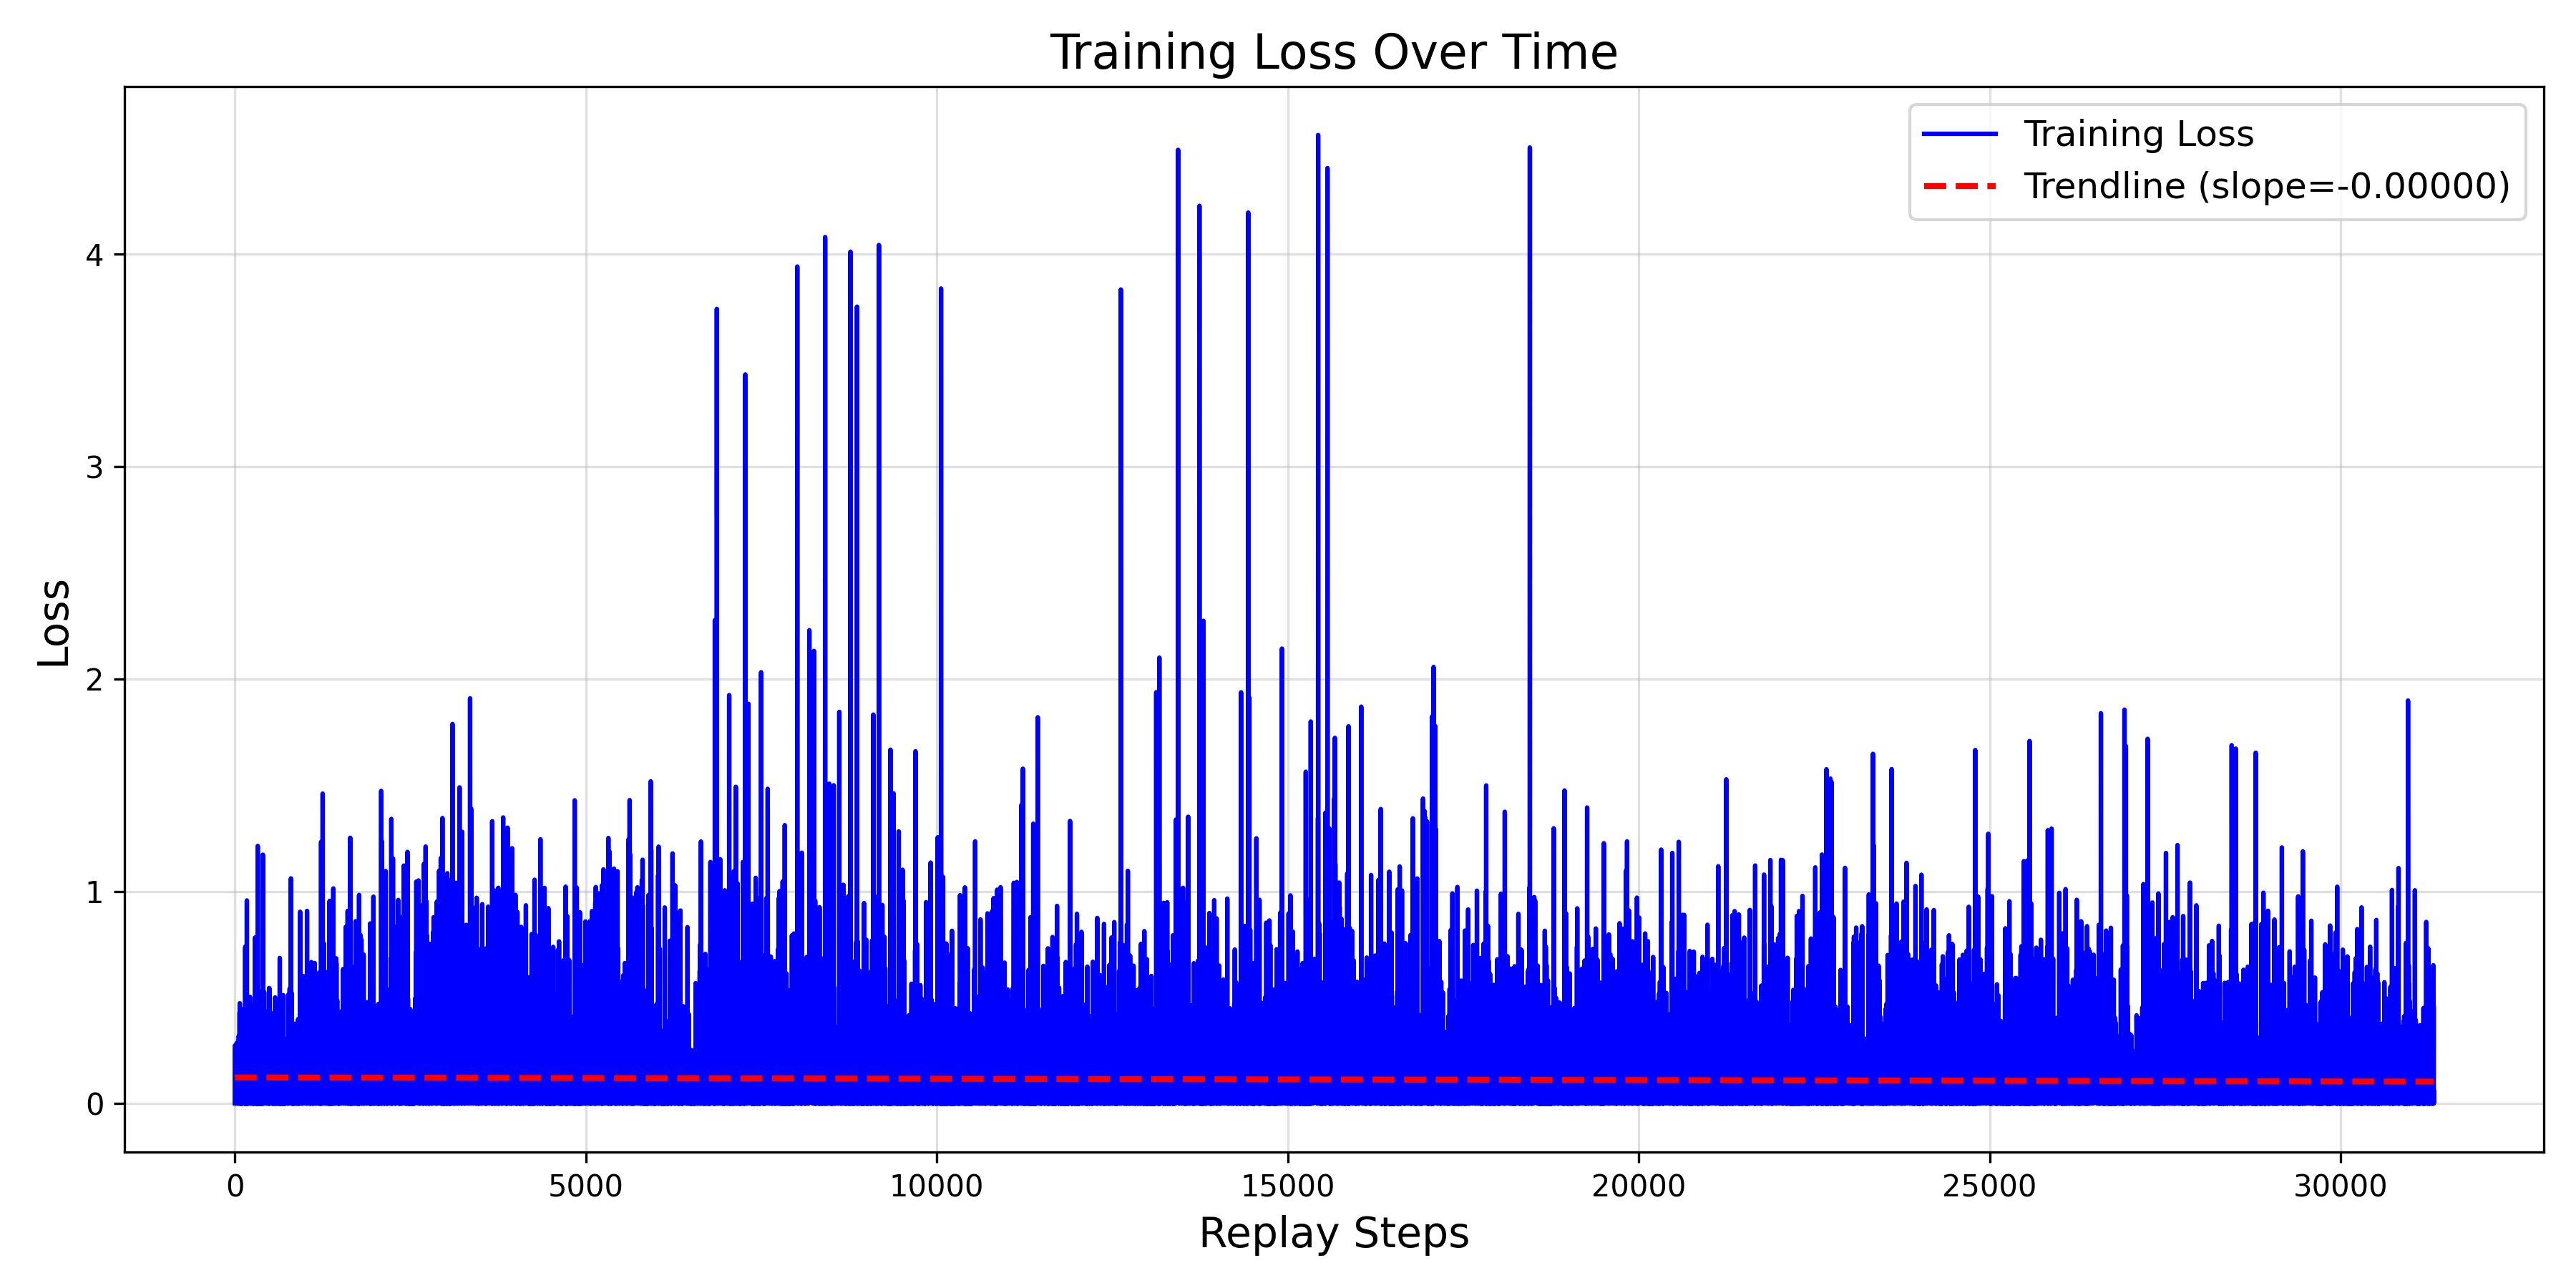 Training Loss Over Time
Training Loss
Trendline (slope=-0.00000)
Loss
4
3
2
1
0
0 5000 10000 15000 20000 25000 30000
Replay Steps